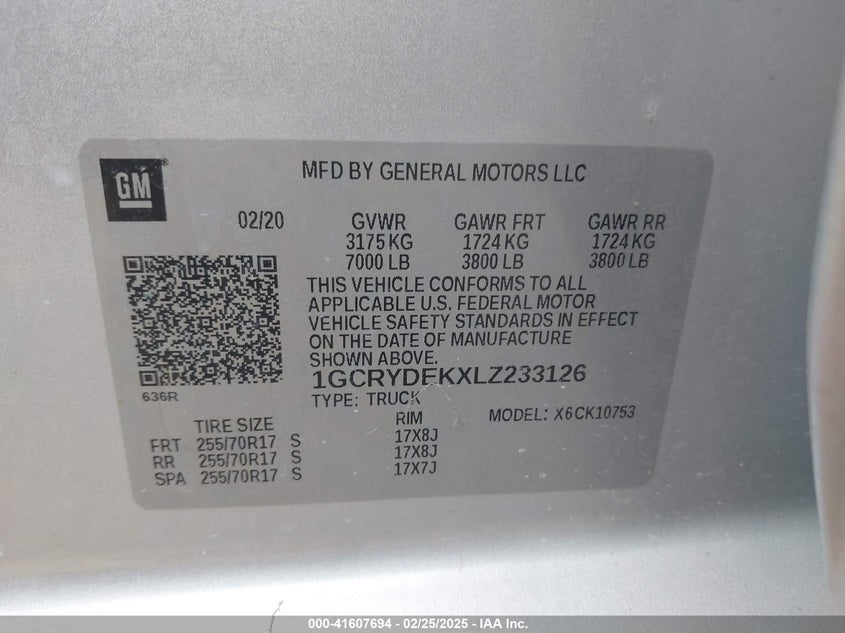 GM
MFD BY GENERAL MOTORS LLC
02/20 GVWR GAWR FRT GAWR RR
3175 KG 1724 KG 1724 KG
7000 LB 3800 LB 3800 LB
THIS VEHICLE CONFORMS TO ALL
APPLICABLE U.S. FEDERAL MOTOR
VEHICLE SAFETY STANDARDS IN EFFECT
ON THE DATE OF MANUFACTURE
SHOWN ABOVE.
1GCRYDEKXLZ233126
636R
TYPE: TRUCK
MODEL: X6CK10753
TIRE SIZE RIM
FRT 255/70R17 S 17X8J
RR 255/70R17 S 17X8J
SPA 255/70R17 S 17X7J
000-41607694 - 02/25/2025 - IAA Inc.